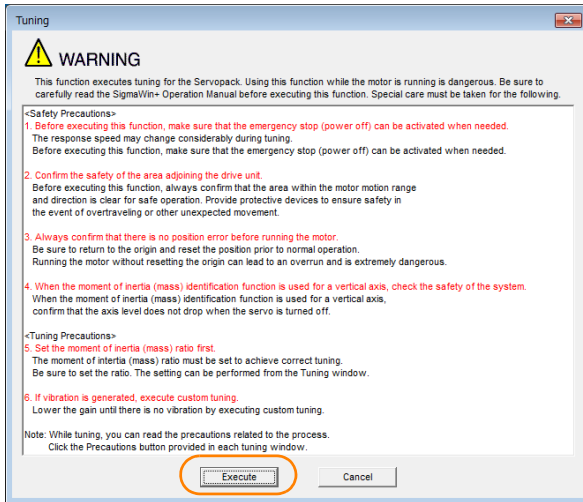 Tuning
WARNING
This function executes tuning for the Servopack. Using this function while the motor is running is dangerous. Be sure to
carefully read the SigmaWin+ Operation Manual before executing this function. Special care must be taken for the following.
<Safety Precautions>
1. Before executing this function, make sure that the emergency stop (power off) can be activated when needed.
The response speed may change considerably during tuning.
Before executing this function, make sure that the emergency stop (power off) can be activated when needed.
2. Confirm the safety of the area adjoining the drive unit.
Before executing this function, always confirm that the area within the motor motion range
and direction is clear for safe operation. Provide protective devices to ensure safety in
the event of overtraveling or other unexpected movement.
3. Always confirm that there is no position error before running the motor.
Be sure to return to the origin and reset the position prior to normal operation.
Running the motor without resetting the origin can lead to an overrun and is extremely dangerous.
4. When the moment of inertia (mass) identification function is used for a vertical axis, check the safety of the system.
When the moment of inertia (mass) identification function is used for a vertical axis,
confirm that the axis level does not drop when the servo is turned off.
<Tuning Precautions>
5. Set the moment of inertia (mass) ratio first.
The moment of intertia (mass) ratio must be set to achieve correct tuning.
Be sure to set the ratio. The setting can be performed from the Tuning window.
6. If vibration is generated, execute custom tuning.
Lower the gain until there is no vibration by executing custom tuning.
Note: While tuning, you can read the precautions related to the process.
Click the Precautions button provided in each tuning window.
Execute
Cancel